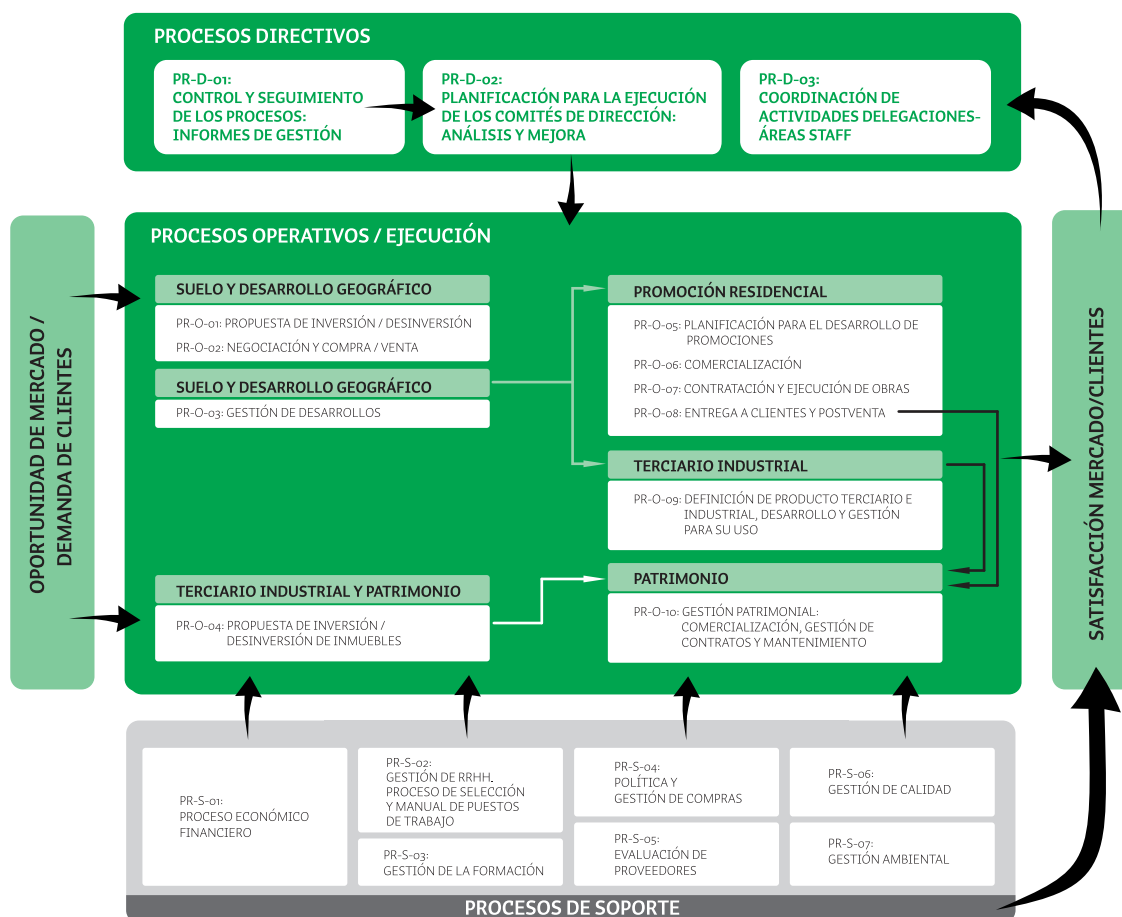 PROCESOS DIRECTIVOS
PR-D-01:
CONTROL Y SEGUIMIENTO
DE LOS PROCESOS:
INFORMES DE GESTIÓN
PR-D-02:
PLANIFICACIÓN PARA LA EJECUCIÓN
DE LOS COMITÉS DE DIRECCIÓN:
ANÁLISIS Y MEJORA
PR-D-03:
COORDINACIÓN DE
ACTIVIDADES DELEGACIONES-
ÁREAS STAFF
OPORTUNIDAD DE MERCADO /
DEMANDA DE CLIENTES
PROCESOS OPERATIVOS / EJECUCIÓN
SUELO Y DESARROLLO GEOGRÁFICO
PR-O-01: PROPUESTA DE INVERSIÓN / DESINVERSIÓN
PR-O-02: NEGOCIACIÓN Y COMPRA / VENTA
SUELO Y DESARROLLO GEOGRÁFICO
PR-O-03: GESTIÓN DE DESARROLLOS
TERCIARIO INDUSTRIAL Y PATRIMONIO
PR-O-04: PROPUESTA DE INVERSIÓN /
DESINVERSIÓN DE INMUEBLES
PROMOCIÓN RESIDENCIAL
PR-O-05: PLANIFICACIÓN PARA EL DESARROLLO DE
PROMOCIONES
PR-O-06: COMERCIALIZACIÓN
PR-O-07: CONTRATACIÓN Y EJECUCIÓN DE OBRAS
PR-O-08: ENTREGA A CLIENTES Y POSTVENTA
TERCIARIO INDUSTRIAL
PR-O-09: DEFINICIÓN DE PRODUCTO TERCIARIO E
INDUSTRIAL, DESARROLLO Y GESTIÓN
PARA SU USO
PATRIMONIO
PR-O-10: GESTIÓN PATRIMONIAL:
COMERCIALIZACIÓN, GESTIÓN DE
CONTRATOS Y MANTENIMIENTO
SATISFACCIÓN MERCADO/CLIENTES
PR-S-01:
PROCESO ECONÓMICO
FINANCIERO
PR-S-02:
GESTIÓN DE RRHH.
PROCESO DE SELECCIÓN
Y MANUAL DE PUESTOS
DE TRABAJO
PR-S-03:
GESTIÓN DE LA FORMACIÓN
PR-S-04:
POLÍTICA Y
GESTIÓN DE COMPRAS
PR-S-05:
EVALUACIÓN DE
PROVEEDORES
PR-S-06:
GESTIÓN DE CALIDAD
PR-S-07:
GESTIÓN AMBIENTAL
PROCESOS DE SOPORTE